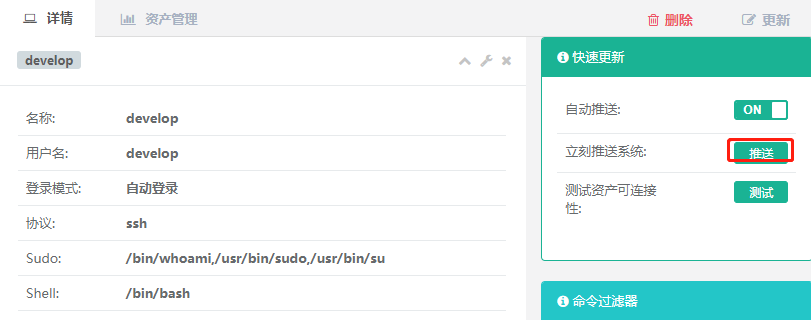 详情
资产管理
删除
更新
develop
名称: develop
用户名: develop
登录模式: 自动登录
协议: ssh
Sudo: /bin/whoami,/usr/bin/sudo,/usr/bin/su
Shell: /bin/bash
快速更新
自动推送: ON
立刻推送系统: 推送
测试资产可连接 测试
性:
命令过滤器